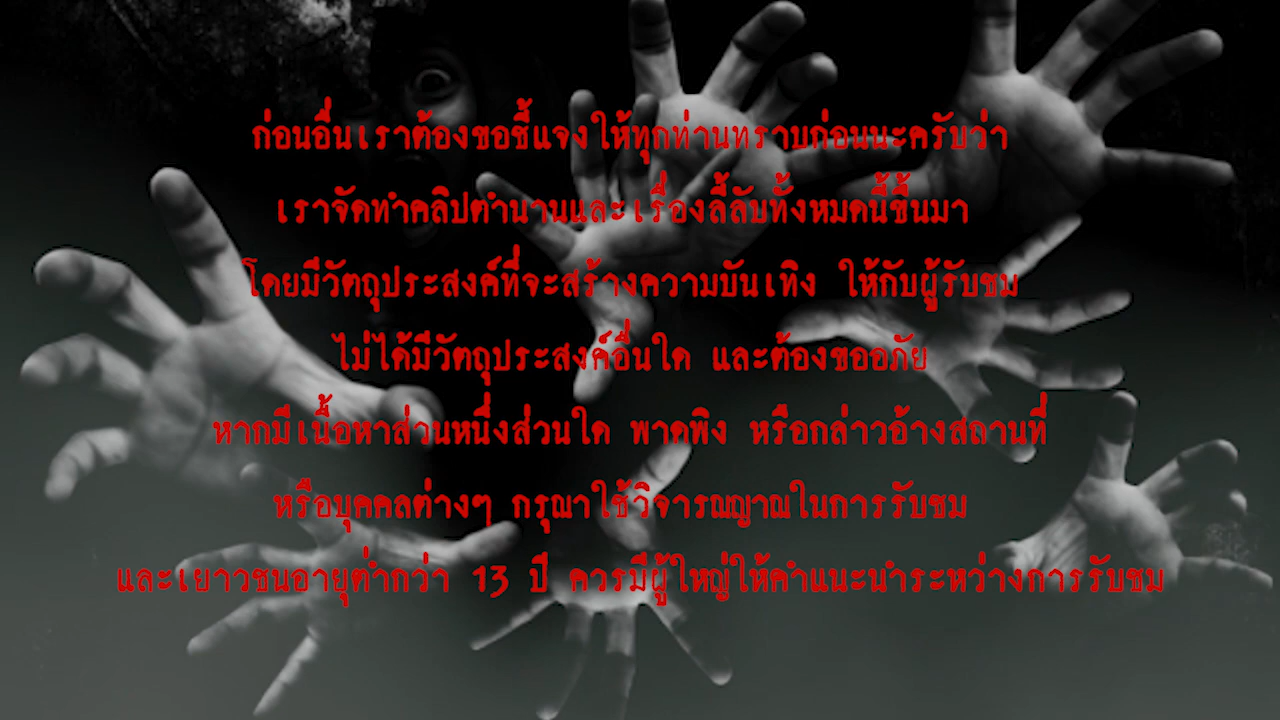 ก่อนอื่นเราต้องขอชี้แจงให้ทุกท่านทราบก่อนนะครับว่า
เราจัดทำคลิปตำนานและเรื่องลี้ลับทั้งหมดนี้ขึ้นมา
โดยมีวัตถุประสงค์ที่จะสร้างความบันเทิง ให้กับผู้รับชม
ไม่ได้มีวัตถุประสงค์อื่นใด และต้องขออภัย
หากมีเนื้อหาส่วนหนึ่งส่วนใด พาดพิง หรือกล่าวอ้างสถานที่
หรือบุคคลต่างๆ กรุณาใช้วิจารณญาณในการรับชม
และเยาวชนอายุต่ำกว่า 13 ปี ควรมีผู้ใหญ่ให้คำแนะนำระหว่างการรับชม